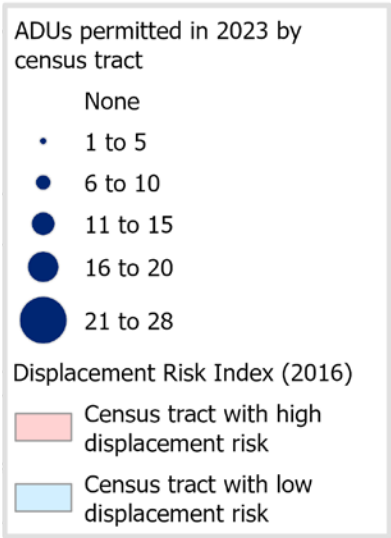 ADUs permitted in 2023 by
census tract
None
1 to 5
6 to 10
11 to 15
16 to 20
21 to 28
Displacement Risk Index (2016)
Census tract with high
displacement risk
Census tract with low
displacement risk